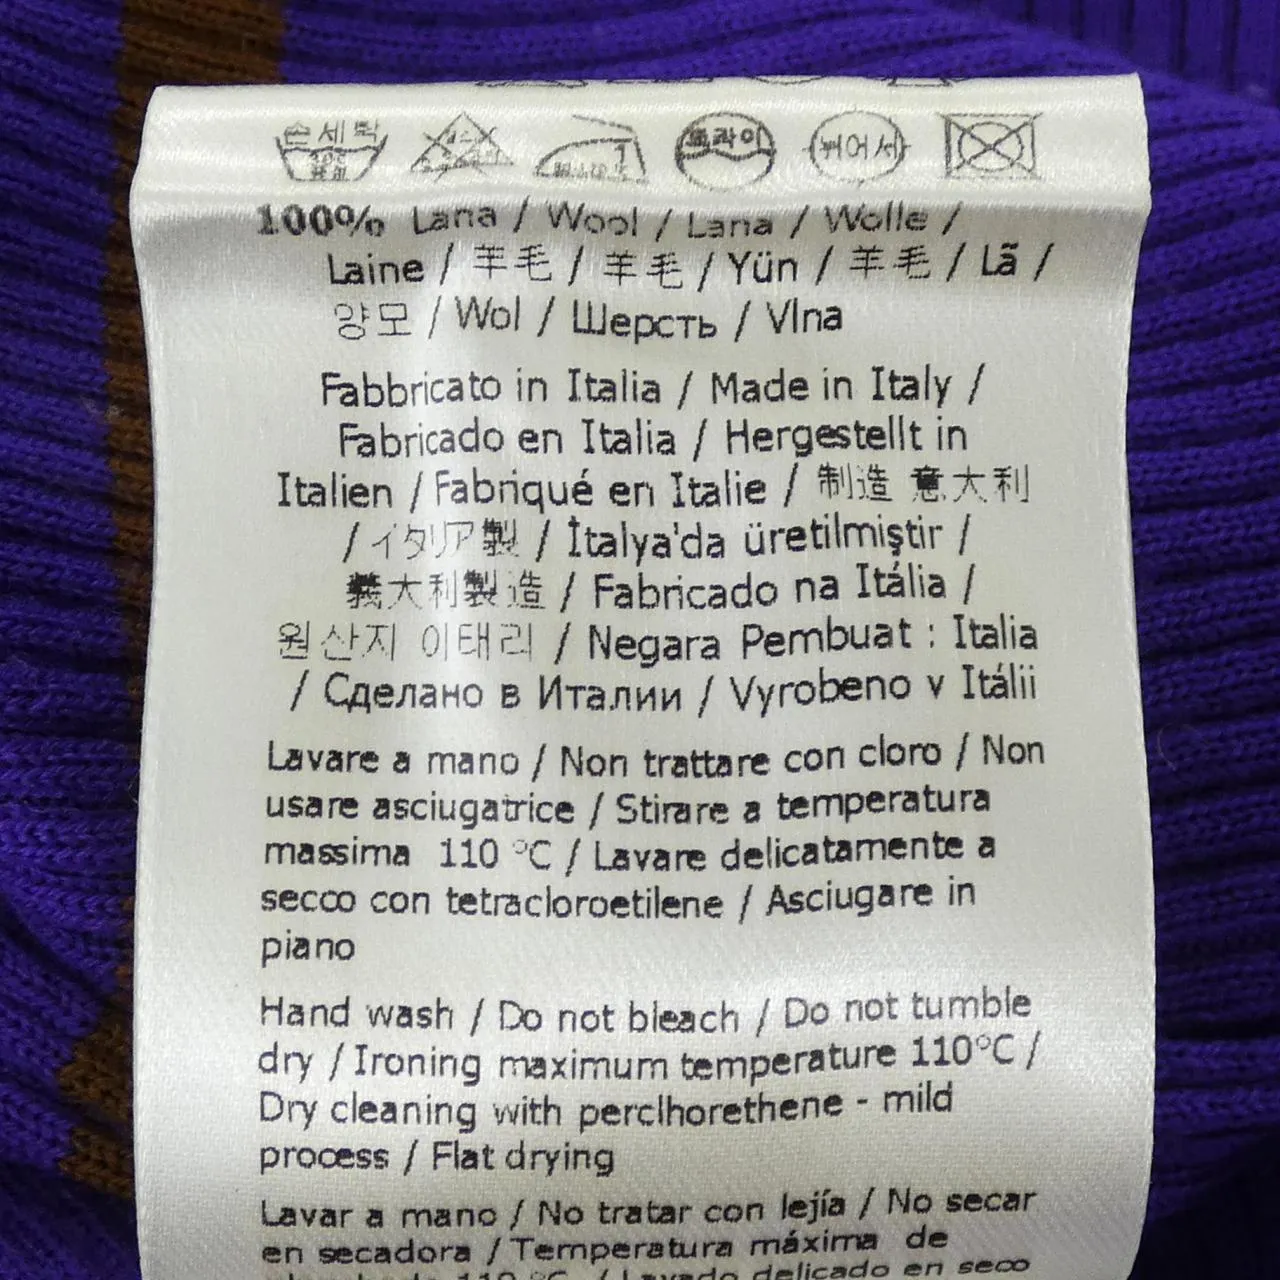 손세탁
드라이
뉘어서
100% Lana / Wool / Lana / Wolle /
Laine / 羊毛 / 羊毛 / Yün / 羊毛 / Lã /
양모 / Wol / Шерсть / Vlna
Fabbricato in Italia / Made in Italy /
Fabricado en Italia / Hergestellt in
Italien / Fabriqué en Italie / 制造 意大利
/ イタリア製 / İtalya'da üretilmiştir /
義大利製造 / Fabricado na Itália /
원산지 이태리 / Negara Pembuat : Italia
/ Сделано в Италии / Vyrobeno v Itálii
Lavare a mano / Non trattare con cloro / Non
usare asciugatrice / Stirare a temperatura
massima 110 °C / Lavare delicatamente a
secco con tetracloroetilene / Asciugare in
piano
Hand wash / Do not bleach / Do not tumble
dry / Ironing maximum temperature 110°C /
Dry cleaning with perclhorethene - mild
process / Flat drying
Lavar a mano / No tratar con lejía / No secar
en secadora / Temperatura máxima de
110 °C / Lavado delicado en seco